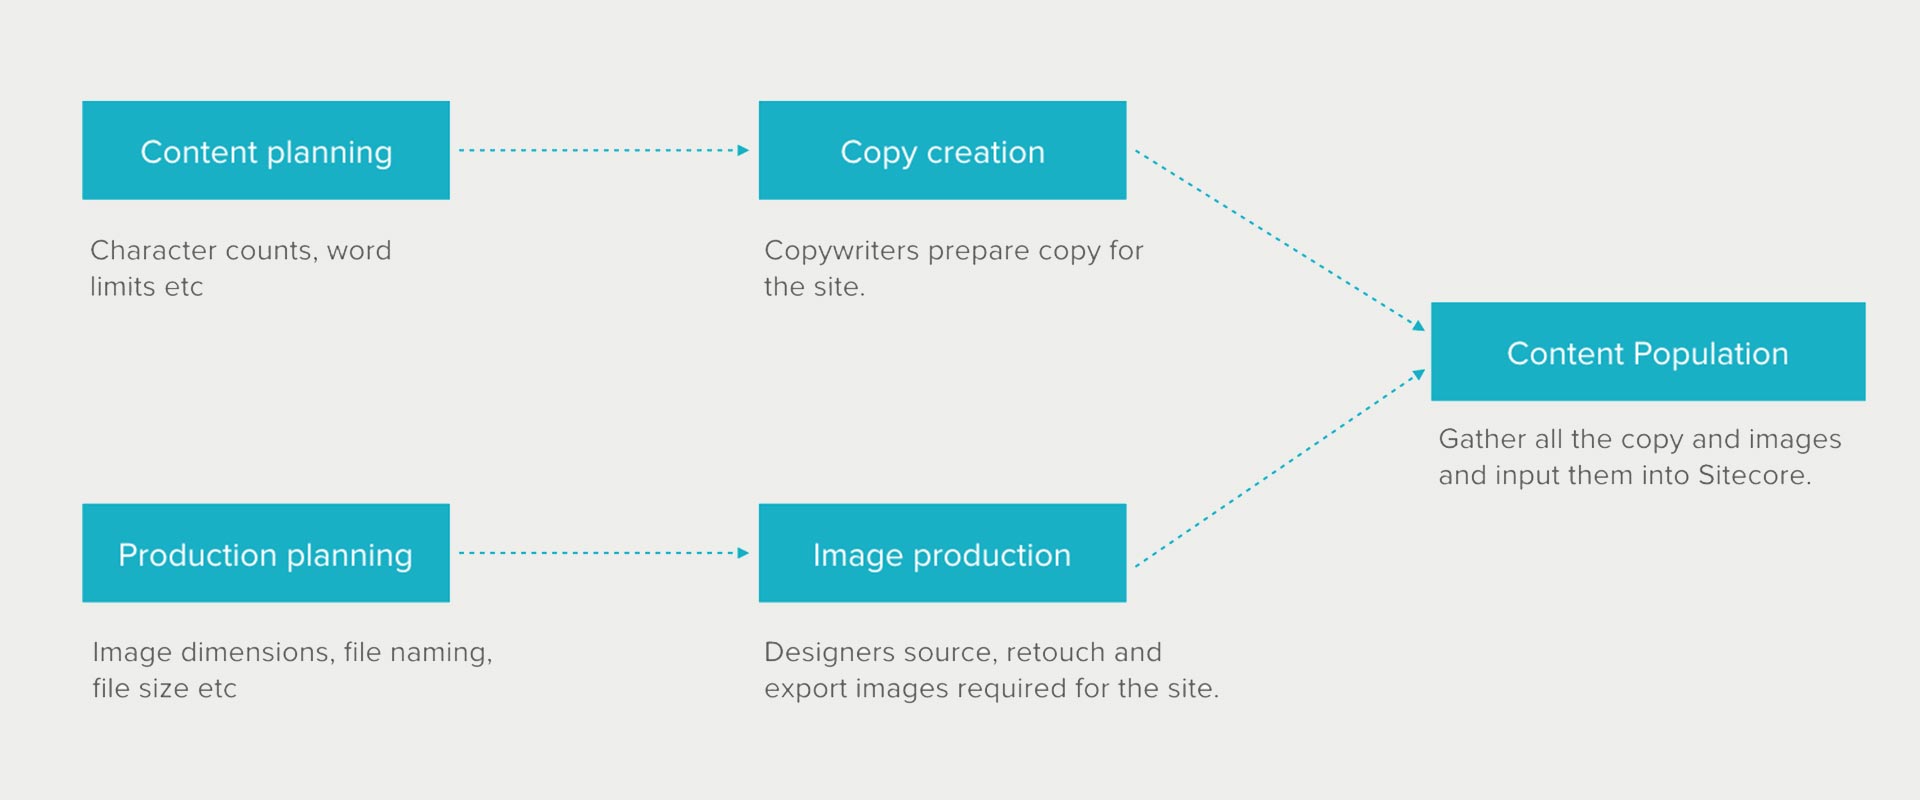 Content planning
Character counts, word
limits etc
Copy creation
Copywriters prepare copy for
the site.
Content Population
Gather all the copy and images
and input them into Sitecore.
Production planning
Image dimensions, file naming,
file size etc
Image production
Designers source, retouch and
export images required for the site.